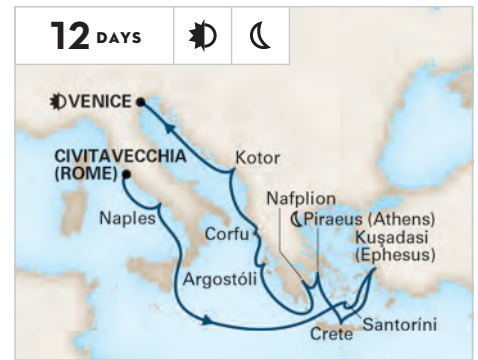 12 DAYS
VENICE
CIVITAVECCHIA
(ROME)
Kotor
Nafplion
Naples
Piraeus (Athens)
Kuşadasi
(Ephesus)
Corfu
Argostóli
Santoríni
Crete